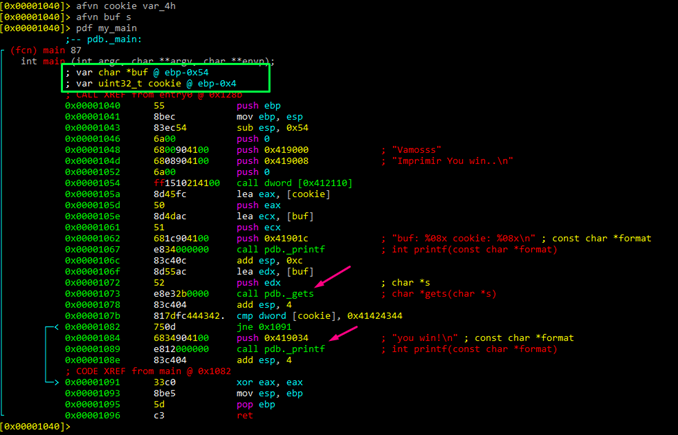 [0x00001040]> afvn cookie var_4h
[0x00001040]> afvn buf s
[0x00001040]> pdf my_main
;-- pdb._main:
(fcn) main 87
int main (int argc, char **argv, char **envp);
; var char *buf @ ebp-0x54
; var uint32_t cookie @ ebp-0x4
; CALL XREF from entry0 @ 0x1286
0x00001040 55 push ebp
0x00001041 8bec mov ebp, esp
0x00001043 83ec54 sub esp, 0x54
0x00001046 6a00 push 0
0x00001048 6800904100 push 0x419000 ; "Vamosss"
0x0000104d 6808904100 push 0x419008 ; "Imprimir You win..\n"
0x00001052 6a00 push 0
0x00001054 ff1510214100 call dword [0x412110]
0x0000105a 8d45fc lea eax, [cookie]
0x0000105d 50 push eax
0x0000105e 8d4dac lea ecx, [buf]
0x00001061 51 push ecx
0x00001062 681c904100 push 0x41901c ; "buf: %08x cookie: %08x\n" ; const char *format
0x00001067 e834000000 call pdb._printf ; int printf(const char *format)
0x0000106c 83c40c add esp, 0xc
0x0000106f 8d55ac lea edx, [buf]
0x00001072 52 push edx ; char *s
0x00001073 e8e32b0000 call pdb._gets ; char *gets(char *s)
0x00001078 83c404 add esp, 4
0x0000107b 817dfc444342. cmp dword [cookie], 0x41424344
0x00001082 750d jne 0x1091
0x00001084 6834904100 push 0x419034 ; "you win!\n" ; const char *format
0x00001089 e812000000 call pdb._printf ; int printf(const char *format)
0x0000108e 83c404 add esp, 4
; CODE XREF from main @ 0x1082
0x00001091 33c0 xor eax, eax
0x00001093 8be5 mov esp, ebp
0x00001095 5d pop ebp
0x00001096 c3 ret
[0x00001040]>